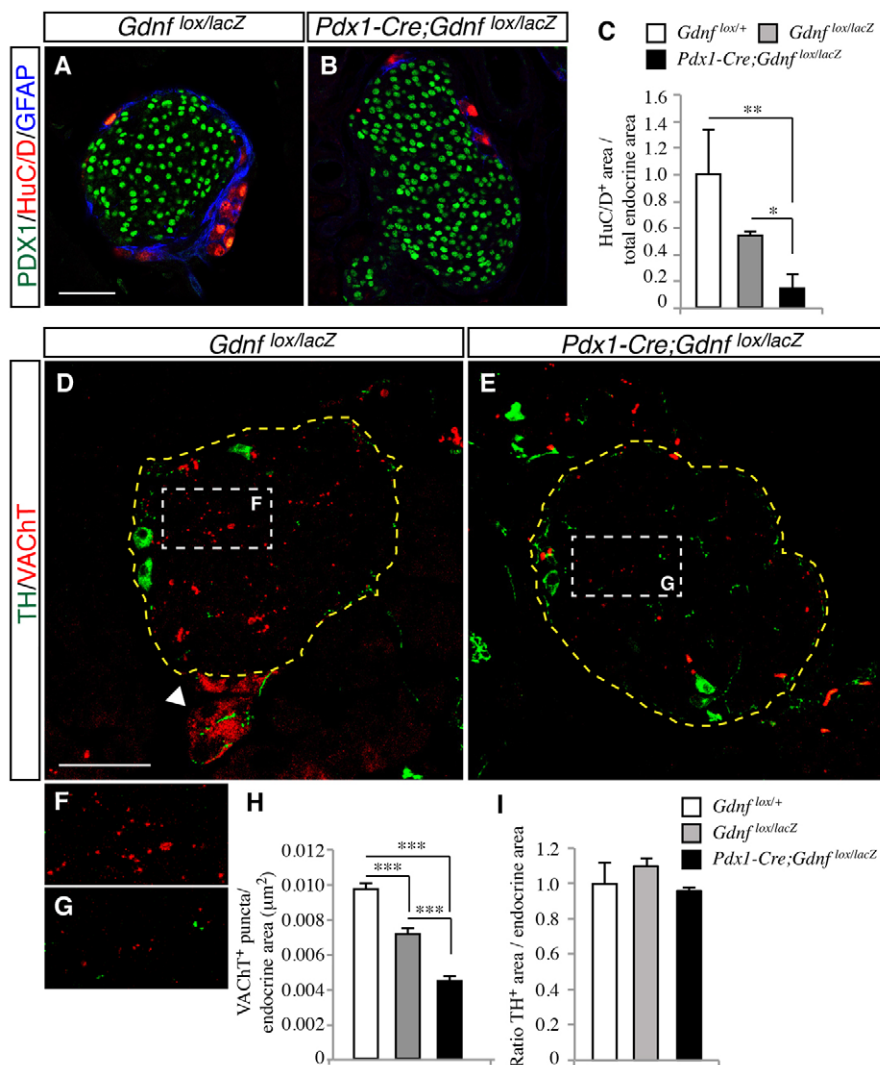 Gdnf lox/lacZ
Pdx1-Cre;Gdnf lox/lacZ
PDX1/HuC/D/GFAP
A
B
C
Gdnf lox/+
Gdnf lox/lacZ
Pdx1-Cre;Gdnf lox/lacZ
HuC/D+ area /
total endocrine area
1.6
1.4
1.2
1.0
0.8
0.6
0.4
0.2
0
**
*
Gdnf lox/lacZ
Pdx1-Cre;Gdnf lox/lacZ
TH/VAChT
D
F
E
G
F
G
H
VAChT+ puncta/
endocrine area (µm2)
0.012
0.010
0.008
0.006
0.004
0.002
0
***
***
***
I
Gdnf lox/+
Gdnf lox/lacZ
Pdx1-Cre;Gdnf lox/lacZ
Ratio TH+ area / endocrine area
1.2
1.0
0.8
0.6
0.4
0.2
0